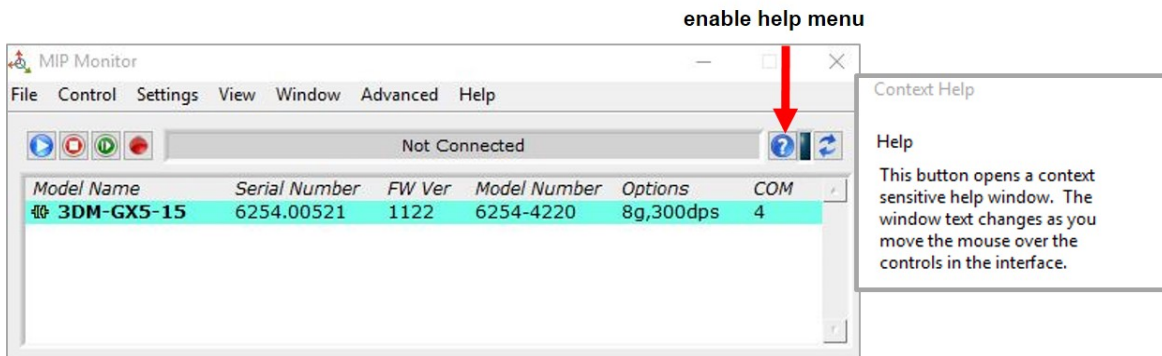 enable help menu
MIP Monitor
File Control Settings View Window Advanced Help
Not Connected
Model Name Serial Number FW Ver Model Number Options COM
3DM-GX5-15 6254.00521 1122 6254-4220 8g,300dps 4
Context Help
Help
This button opens a context
sensitive help window. The
window text changes as you
move the mouse over the
controls in the interface.